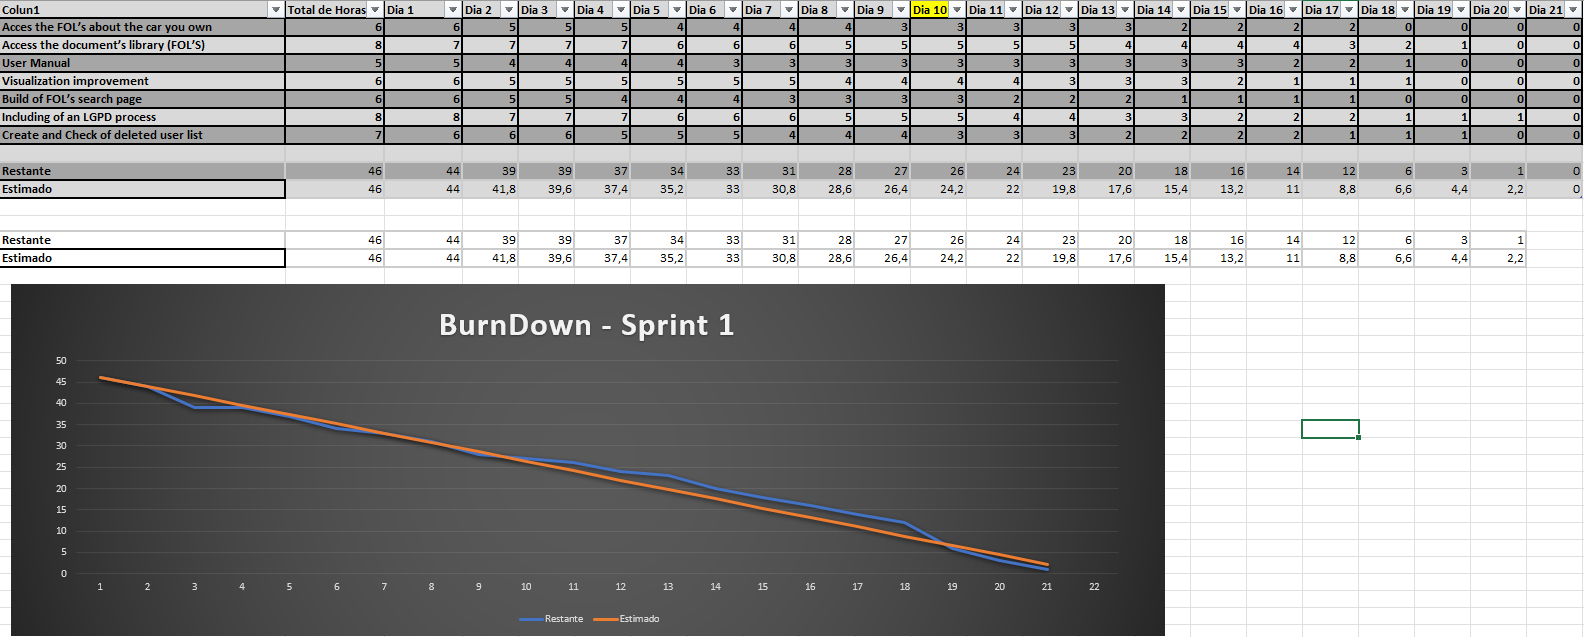 Colun1 Total de Horas Dia 1 Dia 2 Dia 3 Dia 4 Dia 5 Dia 6 Dia 7 Dia 8 Dia 9 Dia 10 Dia 11 Dia 12 Dia 13 Dia 14 Dia 15 Dia 16 Dia 17 Dia 18 Dia 19 Dia 20 Dia 21
Acces the FOL's about the car you own 6 6 5 5 5 4 4 4 4 3 3 3 3 3 2 2 2 2 0 0 0 0
Access the document's library (FOL'S) 8 7 7 7 7 6 6 6 5 5 5 5 5 4 4 4 4 3 2 1 0 0
User Manual 5 5 4 4 4 4 3 3 3 3 3 3 3 3 3 3 2 2 1 0 0 0
Visualization improvement 6 6 5 5 5 5 5 5 4 4 4 4 3 3 3 2 1 1 1 0 0 0
Build of FOL's search page 6 6 5 5 4 4 4 3 3 3 3 2 2 2 1 1 1 1 0 0 0 0
Including of an LGPD process 8 8 7 7 7 6 6 6 5 5 5 4 4 3 3 2 2 2 1 1 1 0
Create and Check of deleted user list 7 6 6 6 5 5 5 4 4 4 3 3 3 2 2 2 2 1 1 1 0 0
Restante 46 44 39 39 37 34 33 31 28 27 26 24 23 20 18 16 14 12 6 3 1 0
Estimado 46 44 41,8 39,6 37,4 35,2 33 30,8 28,6 26,4 24,2 22 19,8 17,6 15,4 13,2 11 8,8 6,6 4,4 2,2 0
Restante 46 44 39 39 37 34 33 31 28 27 26 24 23 20 18 16 14 12 6 3 1
Estimado 46 44 41,8 39,6 37,4 35,2 33 30,8 28,6 26,4 24,2 22 19,8 17,6 15,4 13,2 11 8,8 6,6 4,4 2,2
BurnDown - Sprint 1
50
45
40
35
30
25
20
15
10
5
0
1 2 3 4 5 6 7 8 9 10 11 12 13 14 15 16 17 18 19 20 21 22
Restante Estimado